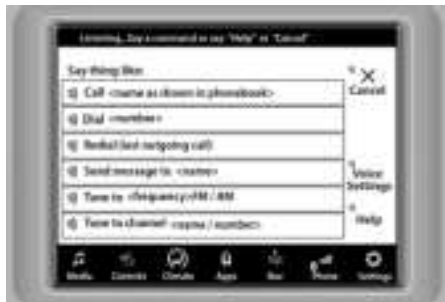 Listening, Say a command or say "Help" or "Cancel"
Say thing like:
Call <name as shown in phonebook>
Cancel
Dial <number>
Redial (last outgoing call)
Send message to <name>
Voice
Settings
Tune to <frequency>FM / AM
Help
Tune to channel <name / number>
Media Controls Climate Apps Nav Phone Settings